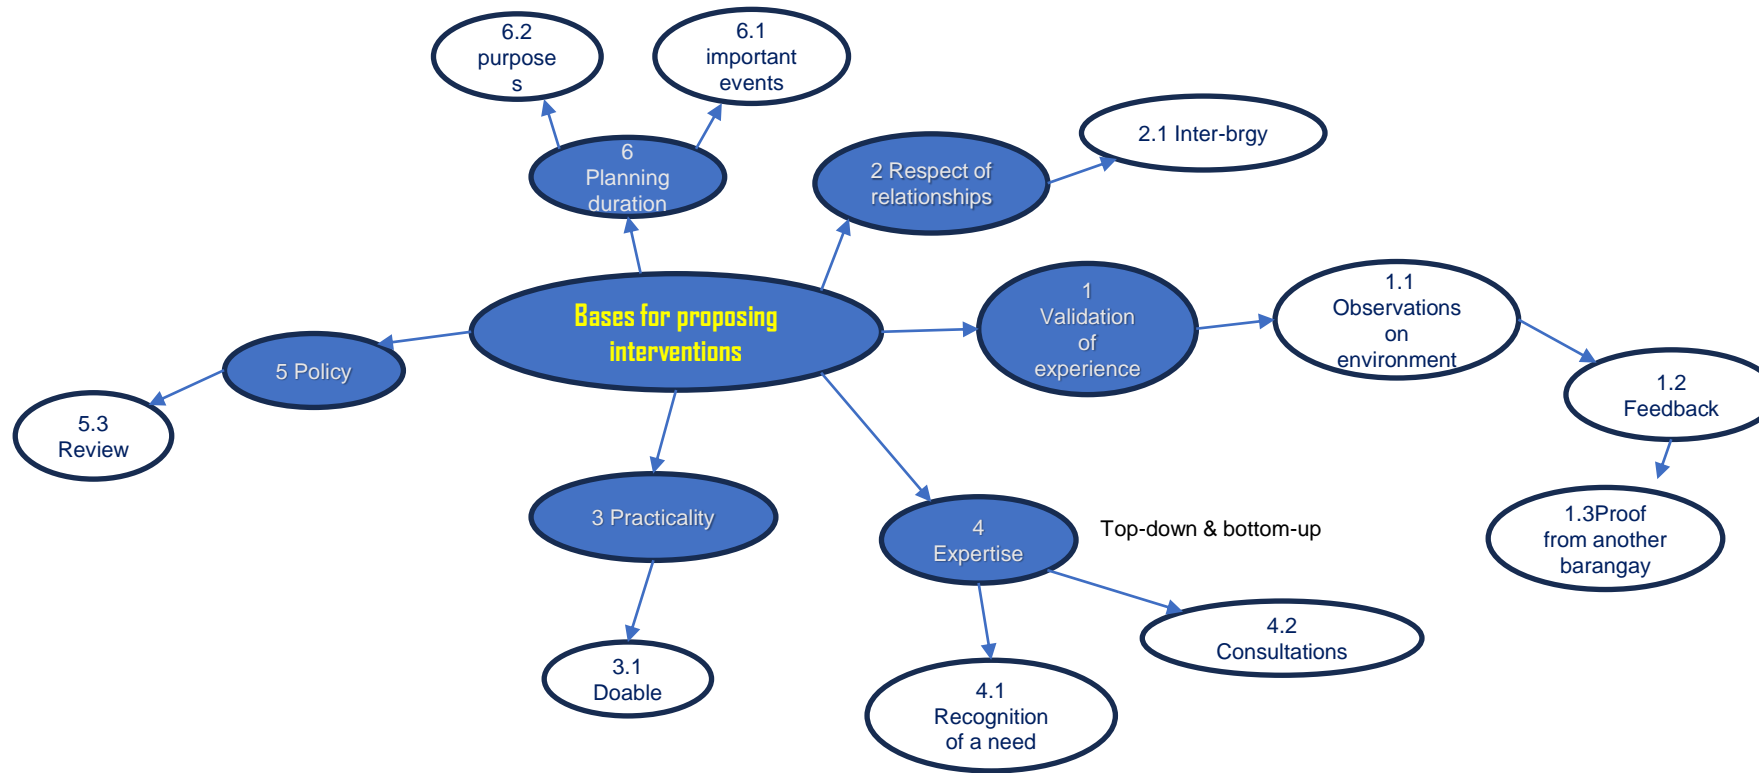 6.2
purpose
s
6.1
important
events
2.1 Inter-brgy
6
Planning
duration
2 Respect of
relationships
Bases for proposing
interventions
1
Validation
of
experience
1.1
Observations
on
environment
1.2
Feedback
1.3Proof
from another
barangay
5 Policy
5.3
Review
3 Practicality
3.1
Doable
4
Expertise
Top-down & bottom-up
4.2
Consultations
4.1
Recognition
of a need